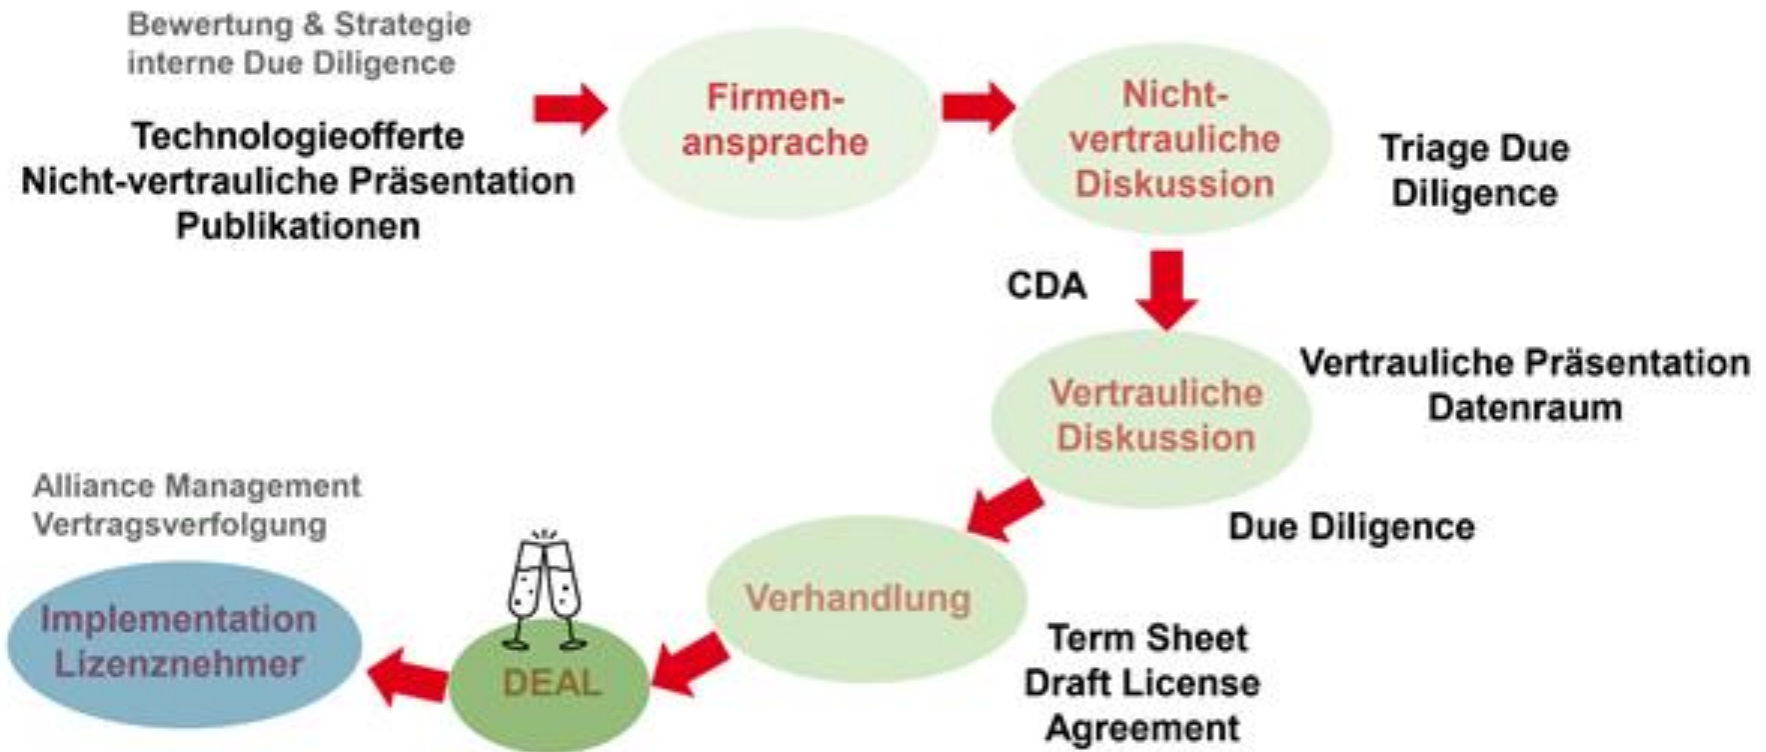 Bewertung & Strategie
interne Due Diligence
Technologieofferte
Nicht-vertrauliche Präsentation
Publikationen
Firmen-
ansprache
Nicht-
vertrauliche
Diskussion
Triage Due
Diligence
CDA
Vertrauliche
Diskussion
Vertrauliche Präsentation
Datenraum
Due Diligence
Verhandlung
Term Sheet
Draft License
Agreement
DEAL
Alliance Management
Vertragsverfolgung
Implementation
Lizenznehmer